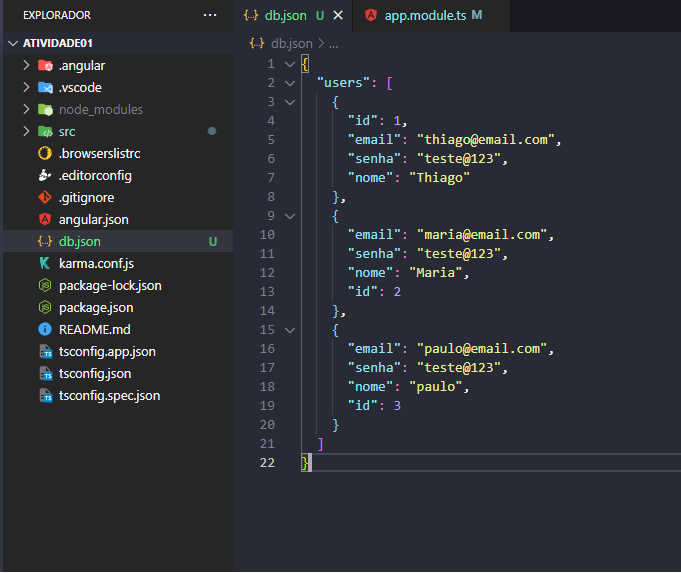 EXPLORADOR ...
ATIVIDADE01
.angular
.vscode
node_modules
src
.browserslistrc
.editorconfig
.gitignore
angular.json
db.json U
karma.conf.js
package-lock.json
package.json
README.md
tsconfig.app.json
tsconfig.json
tsconfig.spec.json
db.json U app.module.ts M
db.json > ...
1 {
2 "users": [
3 {
4 "id": 1,
5 "email": "thiago@email.com",
6 "senha": "teste@123",
7 "nome": "Thiago"
8 },
9 {
10 "email": "maria@email.com",
11 "senha": "teste@123",
12 "nome": "Maria",
13 "id": 2
14 },
15 {
16 "email": "paulo@email.com",
17 "senha": "teste@123",
18 "nome": "paulo",
19 "id": 3
20 }
21 ]
22 }